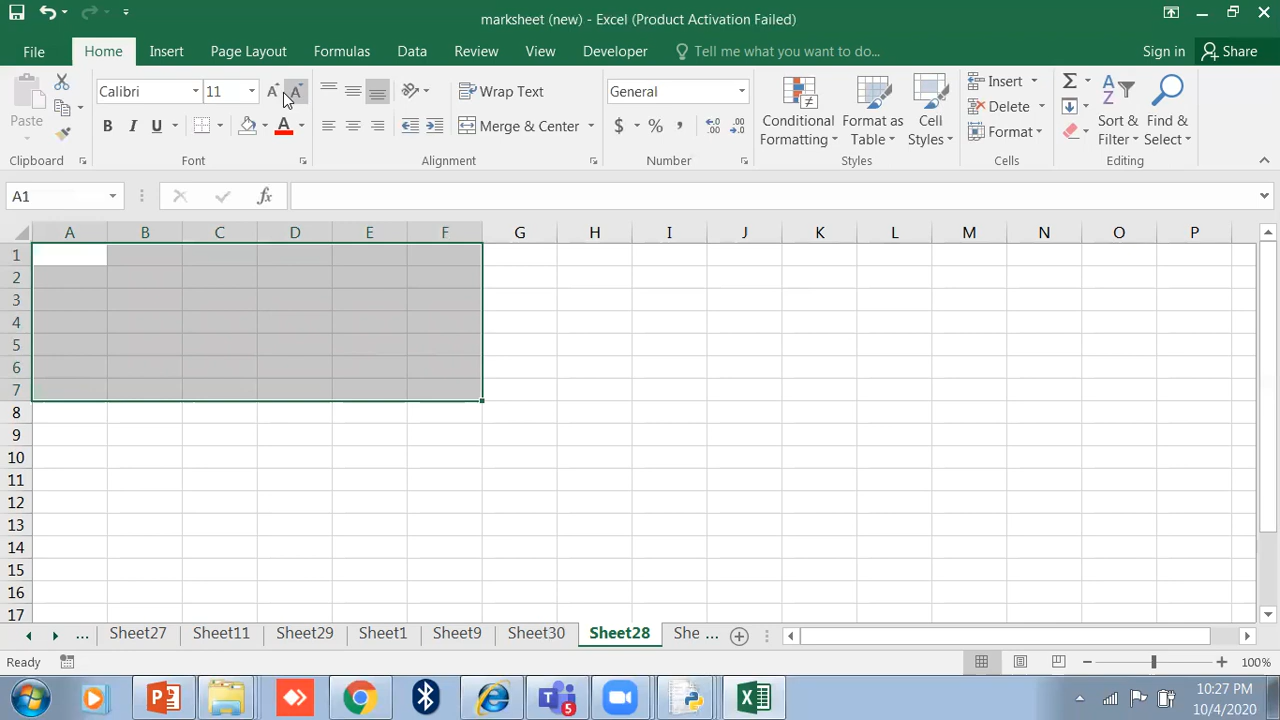 marksheet (new) - Excel (Product Activation Failed)
File Home Insert Page Layout Formulas Data Review View Developer Tell me what you want to do... Sign in Share
Paste
Calibri 11
A A
B I U A
Wrap Text
Merge & Center
General
$ % ,
Conditional Formatting
Format as Table
Cell Styles
Insert
Delete
Format
Sort & Filter
Find & Select
Clipboard Font Alignment Number Styles Cells Editing
A1 fx
A B C D E F G H I J K L M N O P
1
2
3
4
5
6
7
8
9
10
11
12
13
14
15
16
17
... Sheet27 Sheet11 Sheet29 Sheet1 Sheet9 Sheet30 Sheet28 She ...
Ready 100%
10:27 PM
10/4/2020